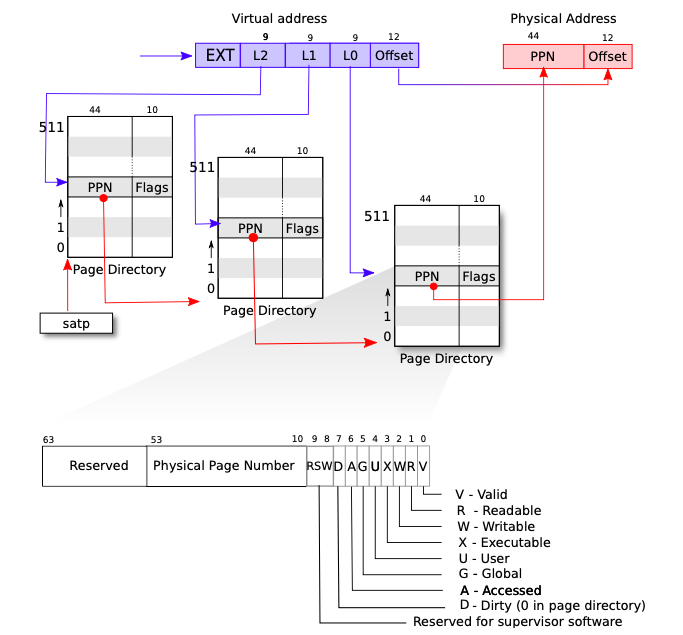 Virtual address
Physical Address
9 9 9 12
44 12
EXT L2 L1 L0 Offset
PPN Offset
44 10
511
PPN Flags
1
0
Page Directory
satp
44 10
511
PPN Flags
1
0
Page Directory
44 10
511
PPN Flags
1
0
Page Directory
63 53 10 9 8 7 6 5 4 3 2 1 0
Reserved Physical Page Number RSW D A G U X W R V
V - Valid
R - Readable
W - Writable
X - Executable
U - User
G - Global
A - Accessed
D - Dirty (0 in page directory)
Reserved for supervisor software